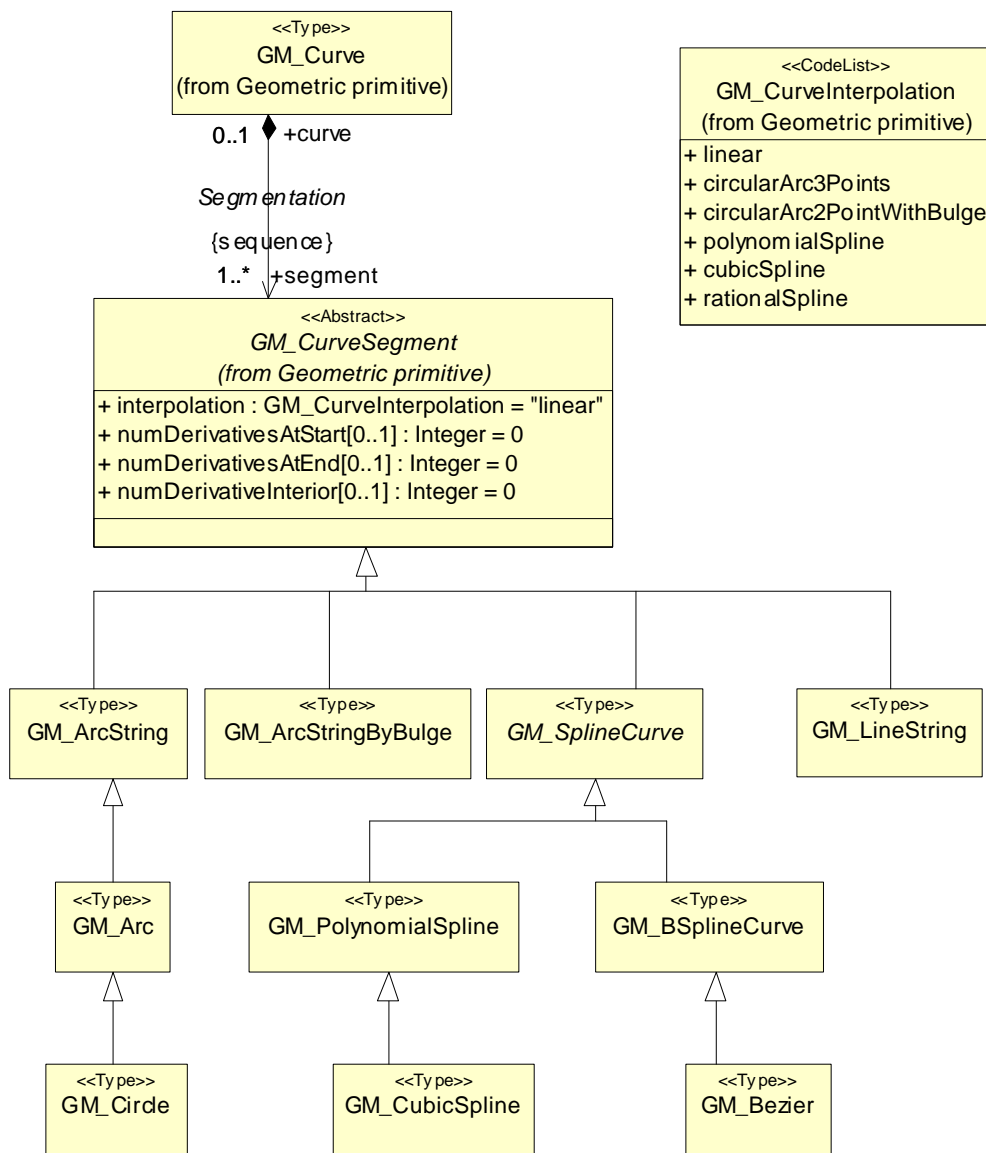 <<Type>>
GM_Curve
(from Geometric primitive)
0..1 +curve
Segmentation
{sequence}
1..* +segment
<<CodeList>>
GM_CurveInterpolation
(from Geometric primitive)
+ linear
+ circularArc3Points
+ circularArc2PointWithBulge
+ polynomialSpline
+ cubicSpline
+ rationalSpline
<<Abstract>>
GM_CurveSegment
(from Geometric primitive)
+ interpolation : GM_CurveInterpolation = "linear"
+ numDerivativesAtStart[0..1] : Integer = 0
+ numDerivativesAtEnd[0..1] : Integer = 0
+ numDerivativeInterior[0..1] : Integer = 0
<<Type>>
GM_ArcString
<<Type>>
GM_ArcStringByBulge
<<Type>>
GM_SplineCurve
<<Type>>
GM_LineString
<<Type>>
GM_Arc
<<Type>>
GM_PolynomialSpline
<<Type>>
GM_BSplineCurve
<<Type>>
GM_Circle
<<Type>>
GM_CubicSpline
<<Type>>
GM_Bezier